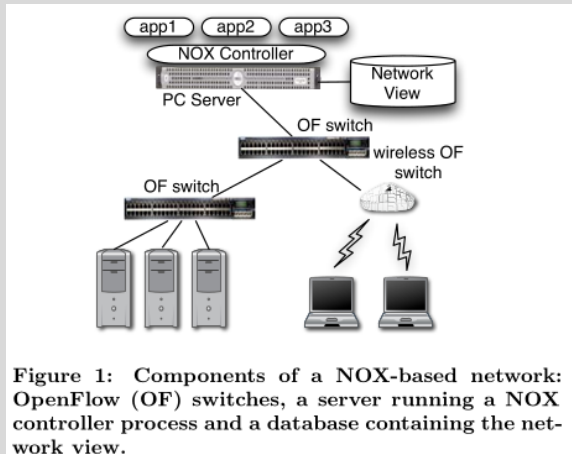 app1 app2 app3
NOX Controller
Network
View
PC Server
OF switch
wireless OF
switch
OF switch
Figure 1: Components of a NOX-based network:
OpenFlow (OF) switches, a server running a NOX
controller process and a database containing the net-
work view.